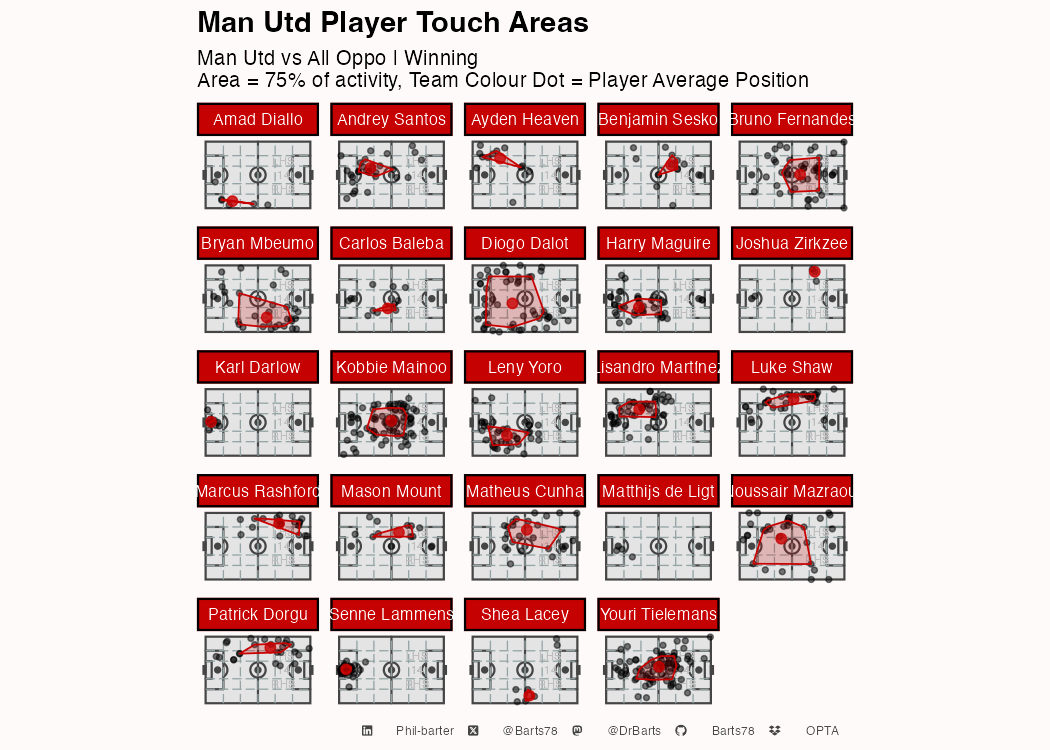 Man Utd Player Touch Areas
Man Utd vs All Oppo | Winning
Area = 75% of activity, Team Colour Dot = Player Average Position
Amad Diallo
Andrey Santos
Ayden Heaven
Benjamin Sesko
Bruno Fernandes
Bryan Mbeumo
Carlos Baleba
Diogo Dalot
Harry Maguire
Joshua Zirkzee
Karl Darlow
Kobbie Mainoo
Leny Yoro
Lisandro Martínez
Luke Shaw
Marcus Rashford
Mason Mount
Matheus Cunha
Matthijs de Ligt
Noussair Mazraoui
Patrick Dorgu
Senne Lammens
Shea Lacey
Youri Tielemans
Phil-barter @Barts78 @DrBarts Barts78 OPTA